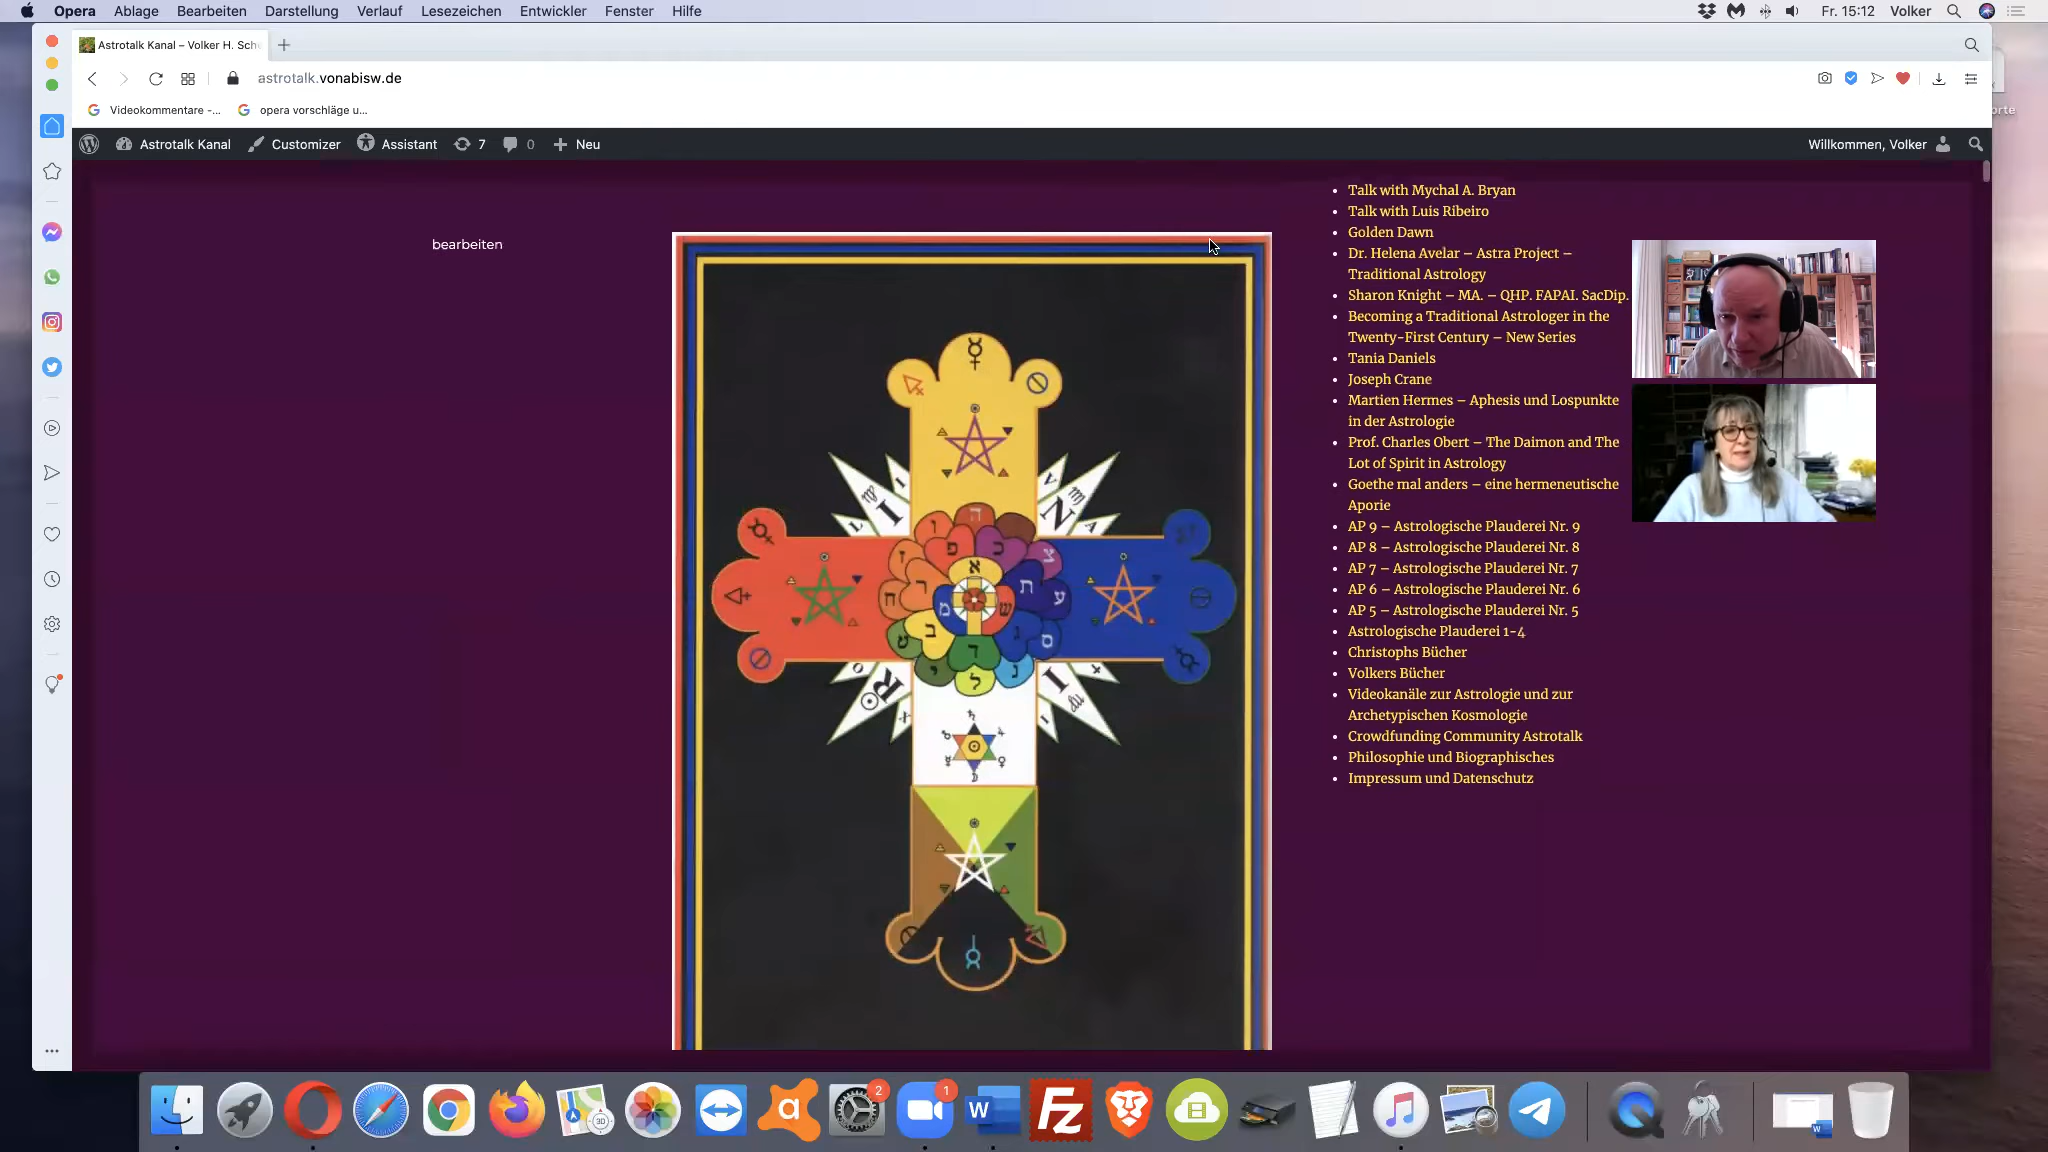 Opera Ablage Bearbeiten Darstellung Verlauf Lesezeichen Entwickler Fenster Hilfe
Fr. 15:12 Volker
Astrotalk Kanal – Volker H. Sche
astrotalk.vonabisw.de
Videokommentare -...
opera vorschläge u...
orte
Astrotalk Kanal Customizer Assistant 7 0 Neu
Willkommen, Volker
bearbeiten
Talk with Mychal A. Bryan
Talk with Luis Ribeiro
Golden Dawn
Dr. Helena Avelar – Astra Project –
Traditional Astrology
Sharon Knight – MA. – QHP. FAPAI. SacDip.
Becoming a Traditional Astrologer in the
Twenty-First Century – New Series
Tania Daniels
Joseph Crane
Martien Hermes – Aphesis und Lospunkte
in der Astrologie
Prof. Charles Obert – The Daimon and The
Lot of Spirit in Astrology
Goethe mal anders – eine hermeneutische
Aporie
AP 9 – Astrologische Plauderei Nr. 9
AP 8 – Astrologische Plauderei Nr. 8
AP 7 – Astrologische Plauderei Nr. 7
AP 6 – Astrologische Plauderei Nr. 6
AP 5 – Astrologische Plauderei Nr. 5
Astrologische Plauderei 1-4
Christophs Bücher
Volkers Bücher
Videokanäle zur Astrologie und zur
Archetypischen Kosmologie
Crowdfunding Community Astrotalk
Philosophie und Biographisches
Impressum und Datenschutz
L I I
V N A
O R X
I I
ה
ו פ כ צ
ז א
ח ר ת ע
מ ש
ט ב ג ס
י ד נ
ל
3D
a
2
1
W
Fz